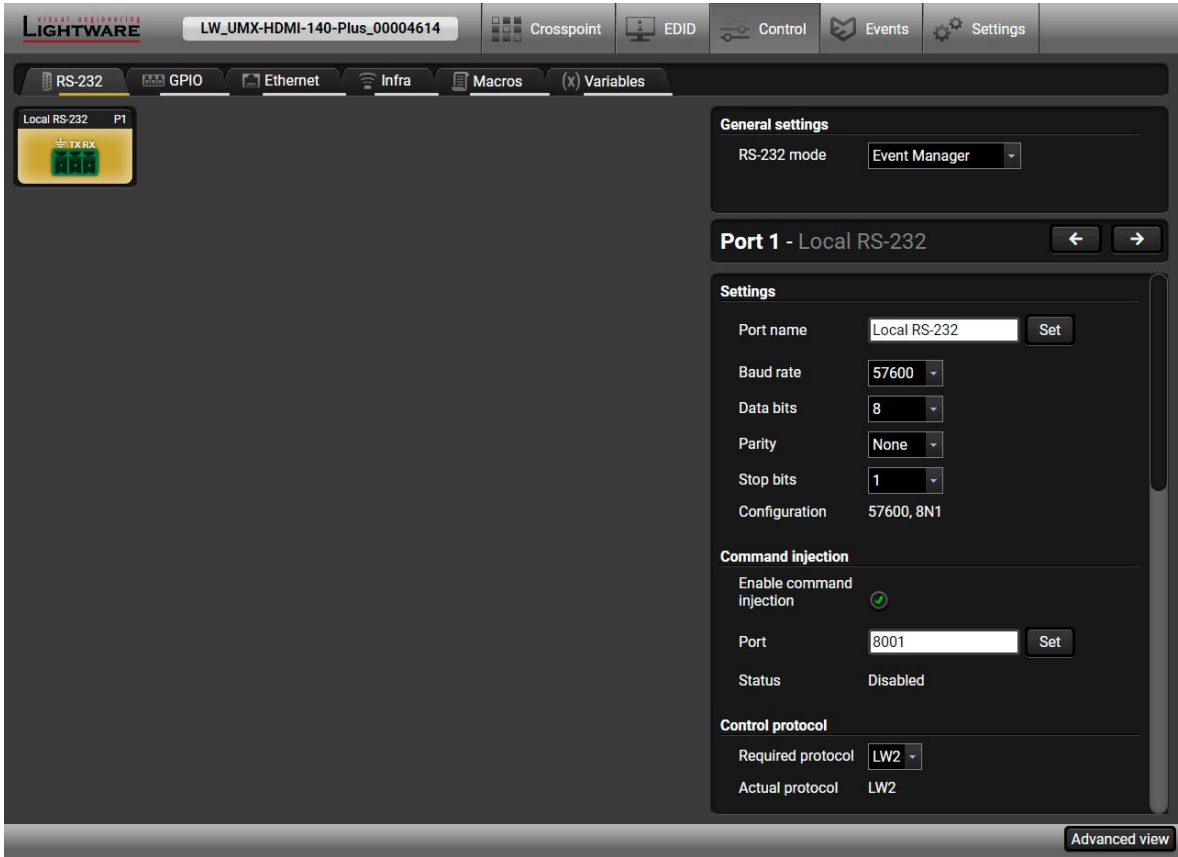 visual engineering
LIGHTWARE
LW_UMX-HDMI-140-Plus_00004614
Crosspoint
EDID
Control
Events
Settings
RS-232
GPIO
Ethernet
Infra
Macros
(x) Variables
Local RS-232 P1
TX RX
General settings
RS-232 mode Event Manager
Port 1 - Local RS-232
Settings
Port name Local RS-232 Set
Baud rate 57600
Data bits 8
Parity None
Stop bits 1
Configuration 57600, 8N1
Command injection
Enable command
injection
Port 8001 Set
Status Disabled
Control protocol
Required protocol LW2
Actual protocol LW2
Advanced view